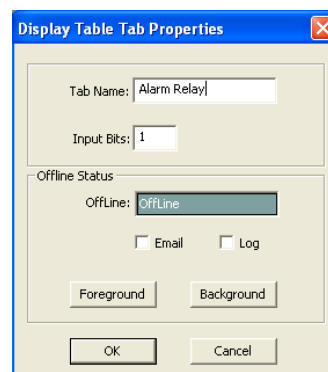 Display Table Tab Properties
Tab Name: Alarm Relay
Input Bits: 1
Offline Status
OffLine: OffLine
Email Log
Foreground Background
OK Cancel